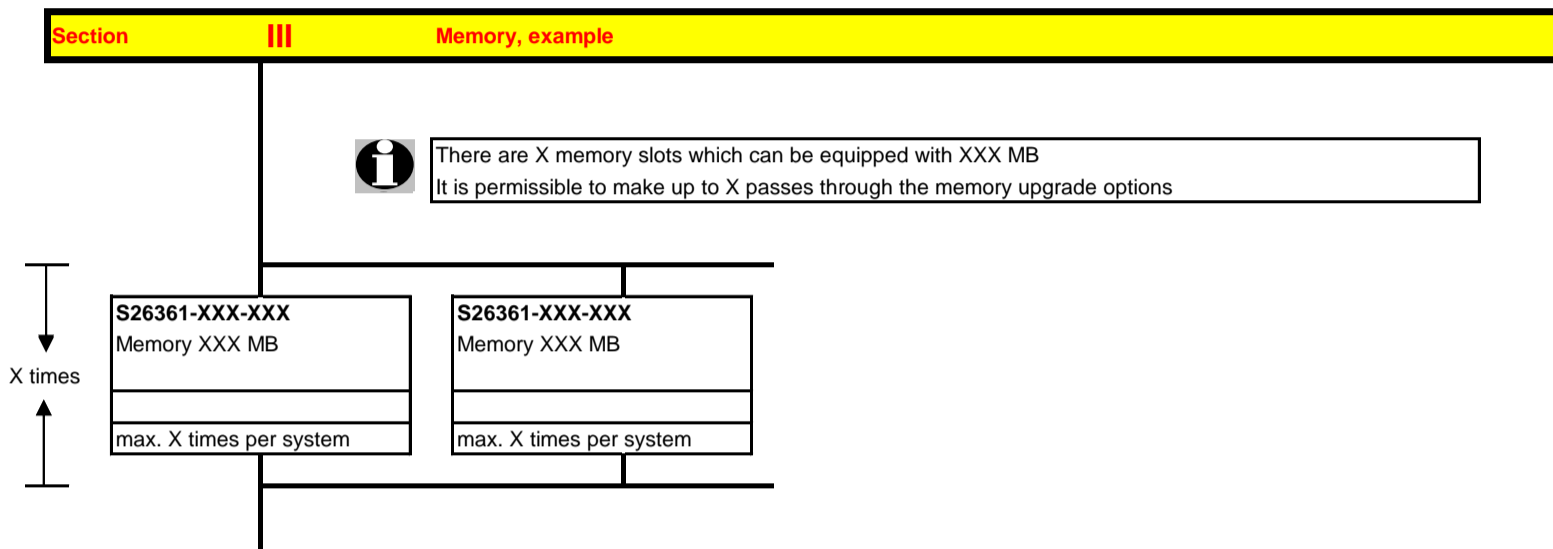 Section III Memory, example
There are X memory slots which can be equipped with XXX MB
It is permissible to make up to X passes through the memory upgrade options
X times
S26361-XXX-XXX
Memory XXX MB
max. X times per system
S26361-XXX-XXX
Memory XXX MB
max. X times per system